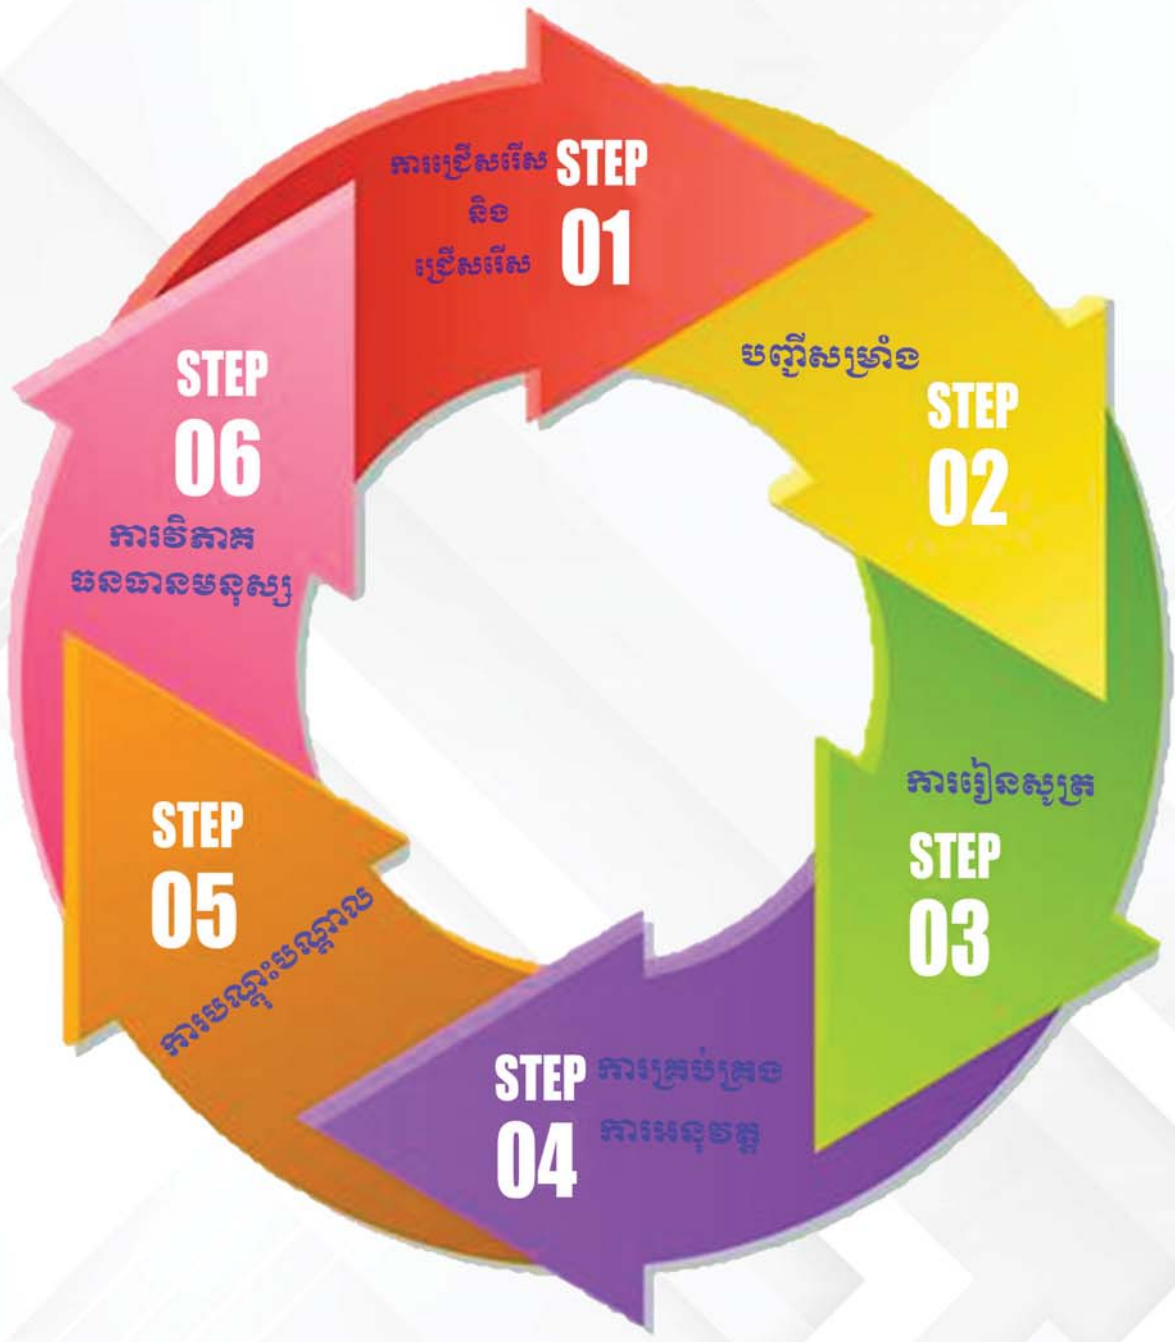 ការជ្រើសរើស
និង
ជ្រើសរើស
STEP
01
បញ្ជីសម្រាំង
STEP
02
ការរៀនសូត្រ
STEP
03
STEP
04
ការគ្រប់គ្រង
ការអនុវត្ត
STEP
05
ការបណ្តុះបណ្តាល
STEP
06
ការវិភាគ
ធនធានមនុស្ស